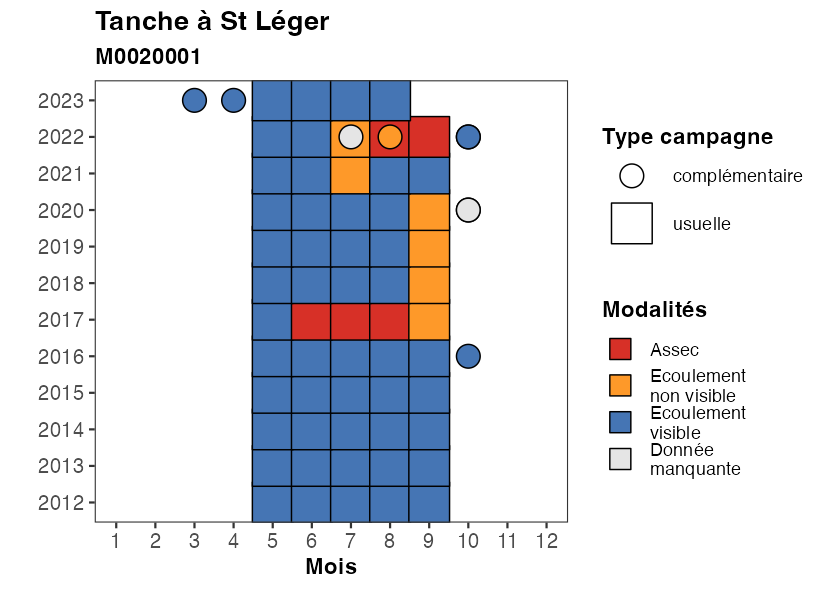 Tanche à St Léger
M0020001
2023
2022
2021
2020
2019
2018
2017
2016
2015
2014
2013
2012
1 2 3 4 5 6 7 8 9 10 11 12
Mois
Type campagne
complémentaire
usuelle
Modalités
Assec
Ecoulement
non visible
Ecoulement
visible
Donnée
manquante